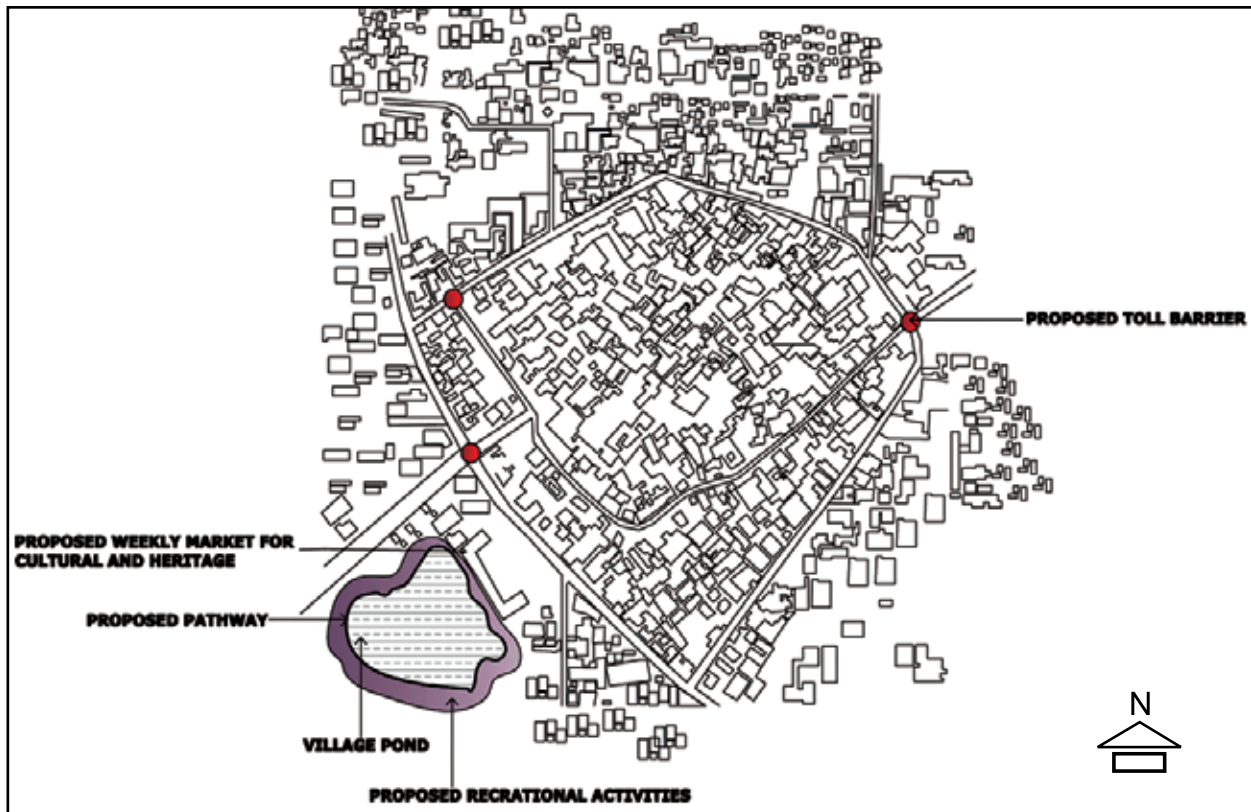 PROPOSED TOLL BARRIER
PROPOSED WEEKLY MARKET FOR
CULTURAL AND HERITAGE
PROPOSED PATHWAY
VILLAGE POND
PROPOSED RECRATIONAL ACTIVITIES
N